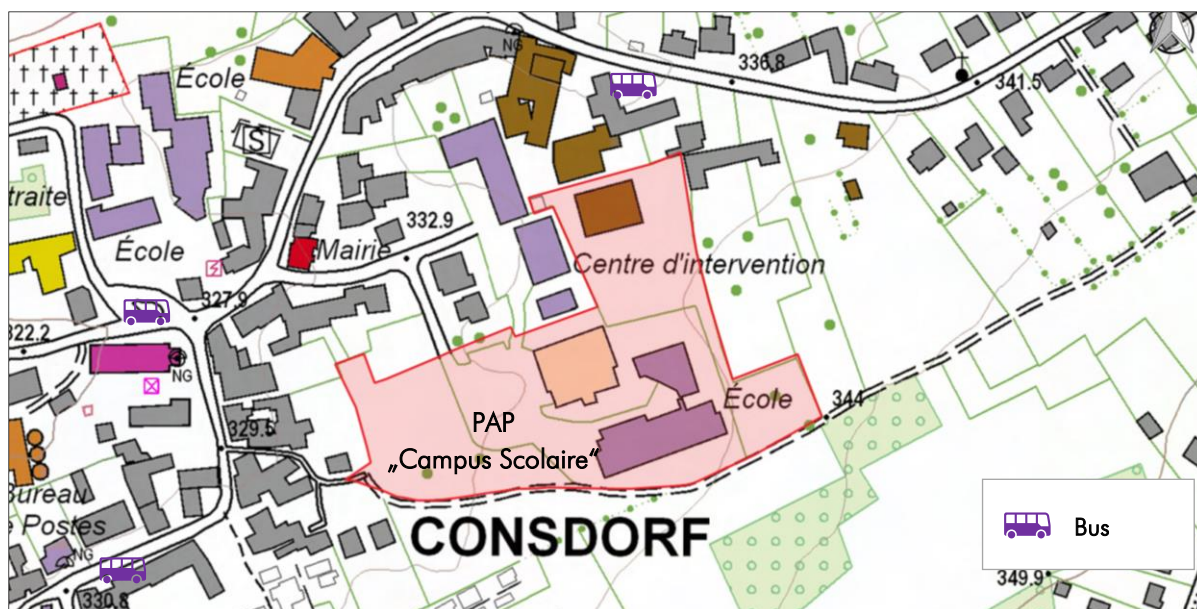 NG
336.8
341.5
École
S
traite
332.9
École
Mairie
Centre d'intervention
327.9
322.2
NG
PAP
„Campus Scolaire“
École
344
329.5
Bureau
e Postes
NG
CONSDORF
Bus
330.8
349.9